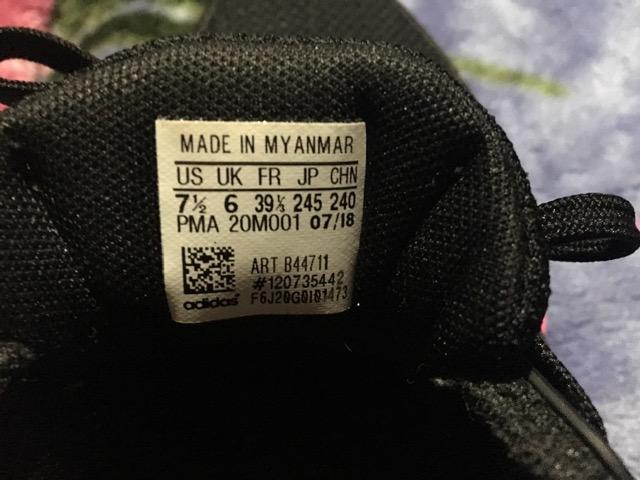 MADE IN MYANMAR
US UK FR JP CHN
7½ 6 39⅓ 245 240
PMA 20M001 07/18
ART B44711
#120735442
adidas F6J20G0I01473